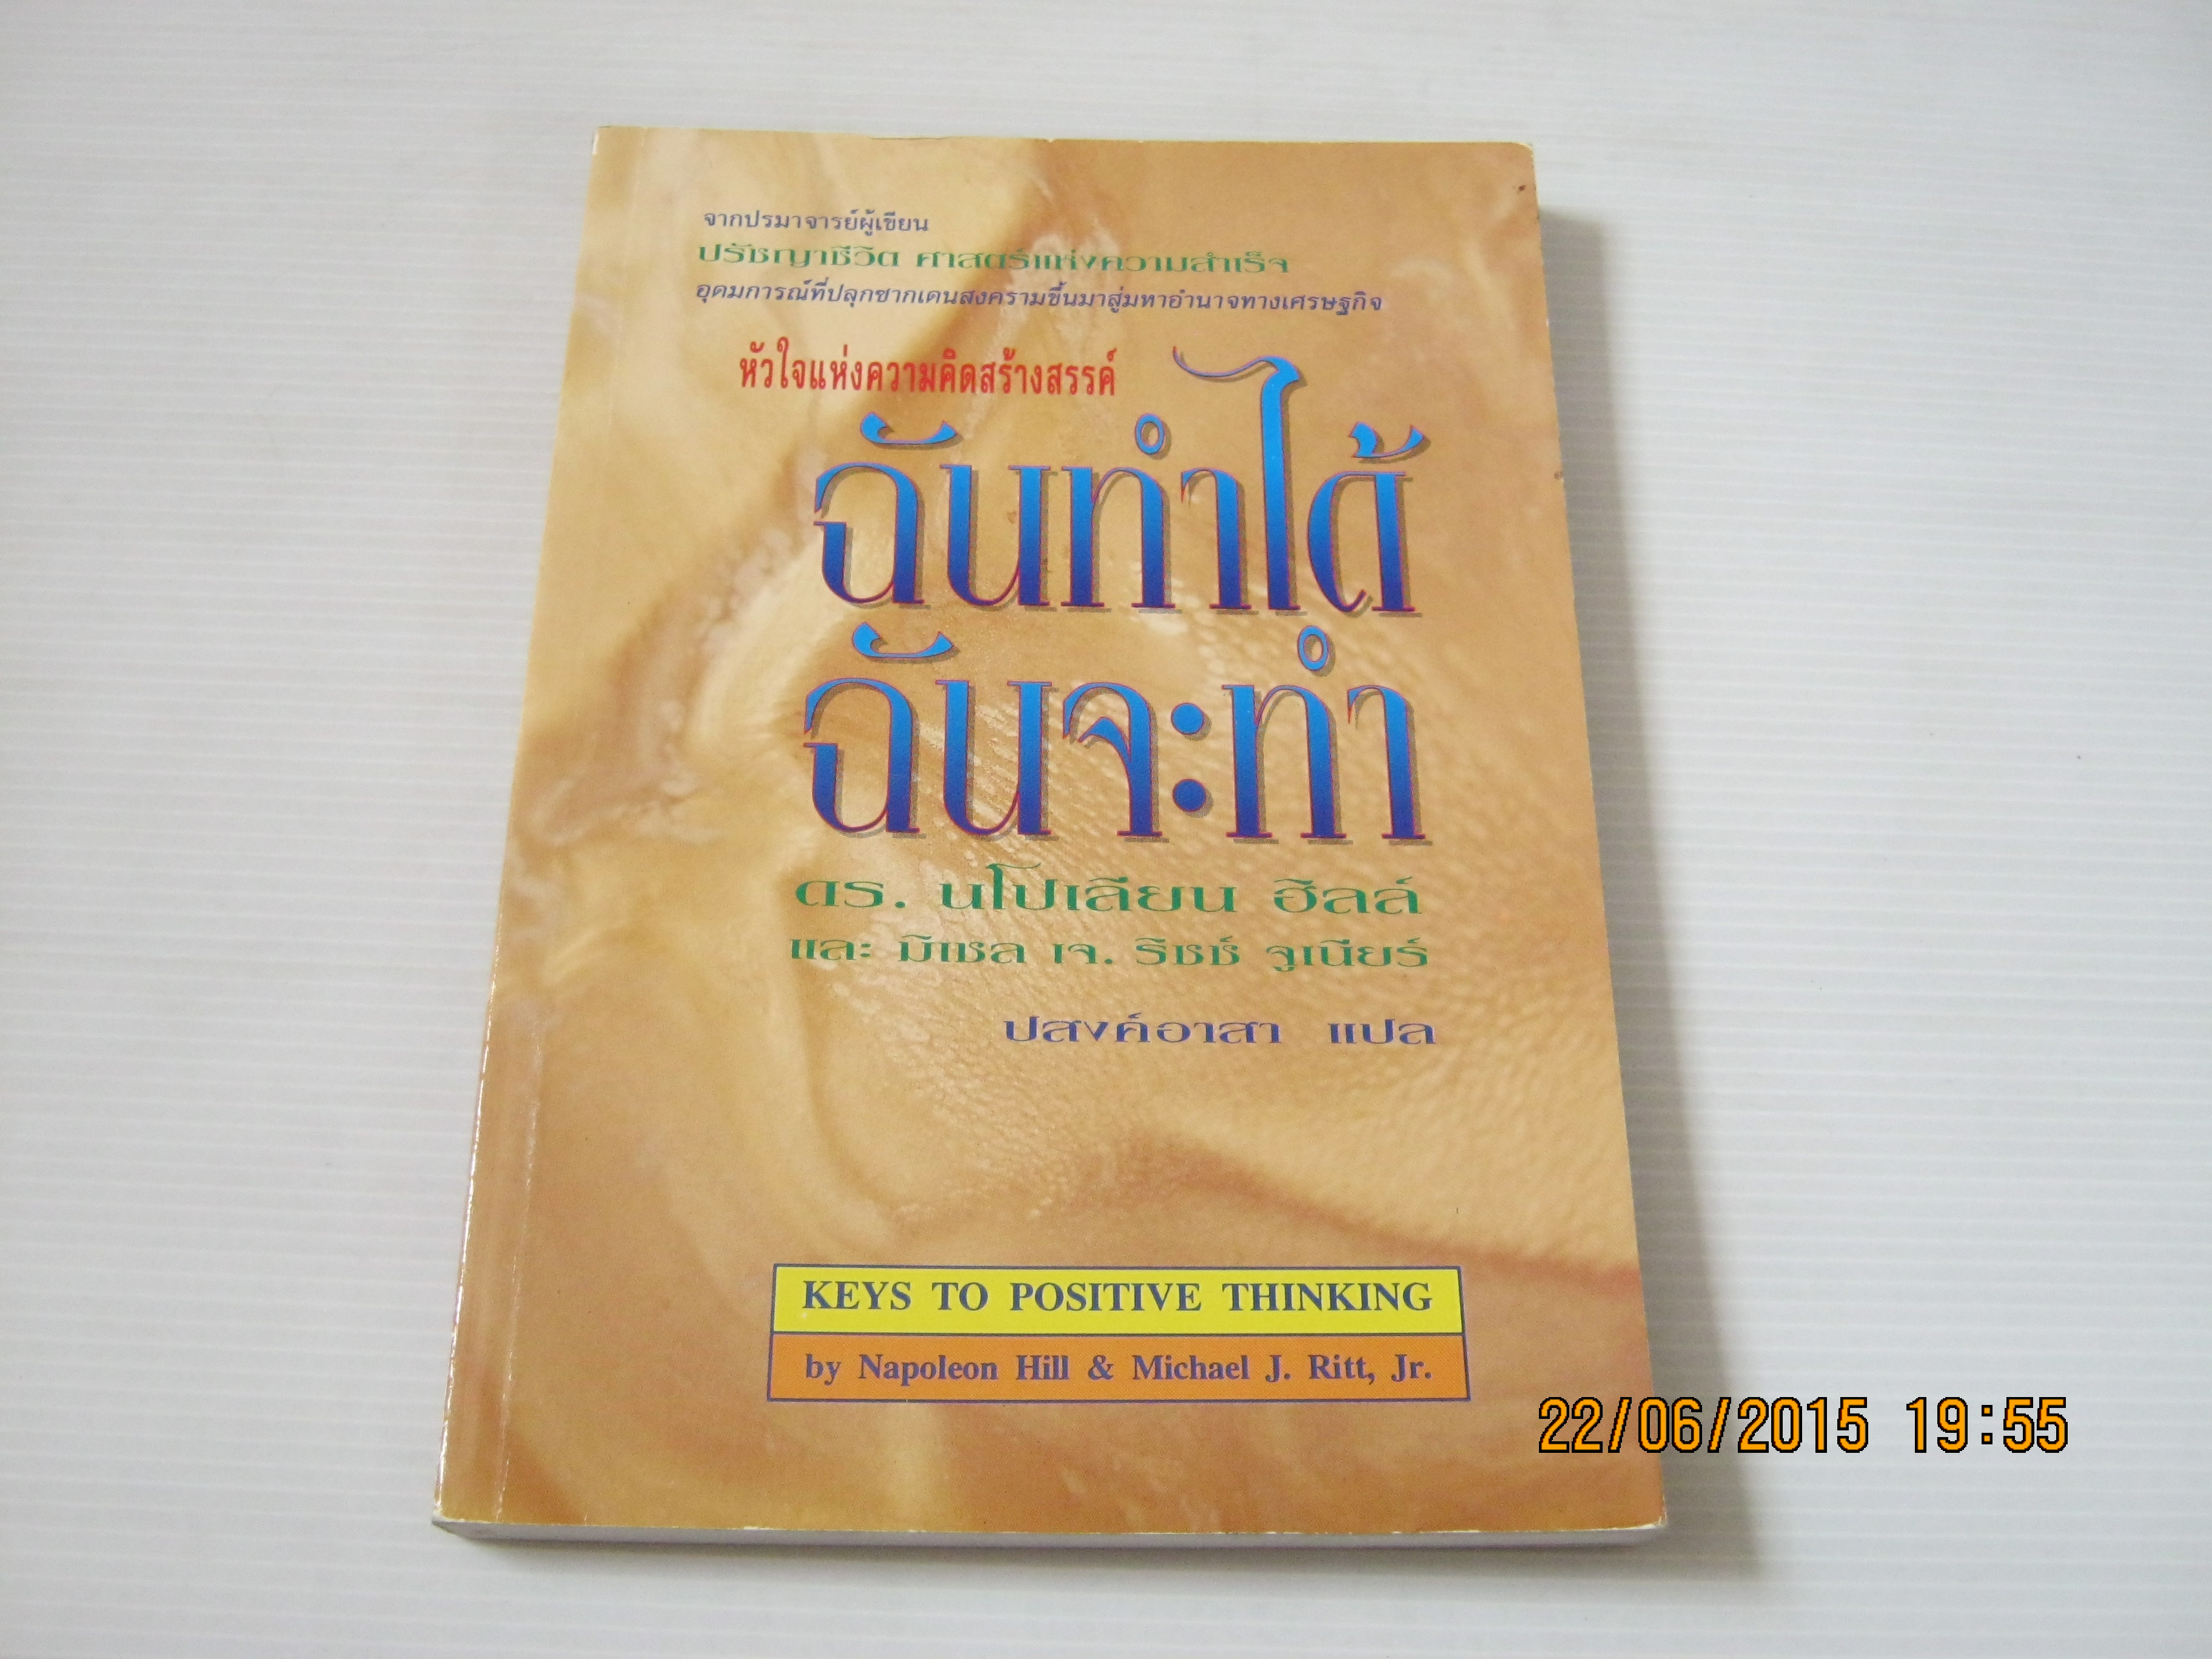 จากปรมาจารย์ผู้เขียน
ปรัชญาชีวิต ศาสตร์แห่งความสำเร็จ
อุดมการณ์ที่ปลุกซากเดนสงครามขึ้นมาสู่มหาอำนาจทางเศรษฐกิจ
หัวใจแห่งความคิดสร้างสรรค์
ฉันทำได้
ฉันจะทำ
ดร. นโปเลียน ฮิลล์
และ มิเชล เจ. ริชช์ จูเนียร์
ปสงค์อาสา แปล
KEYS TO POSITIVE THINKING
by Napoleon Hill & Michael J. Ritt, Jr.
22/06/2015 19:55